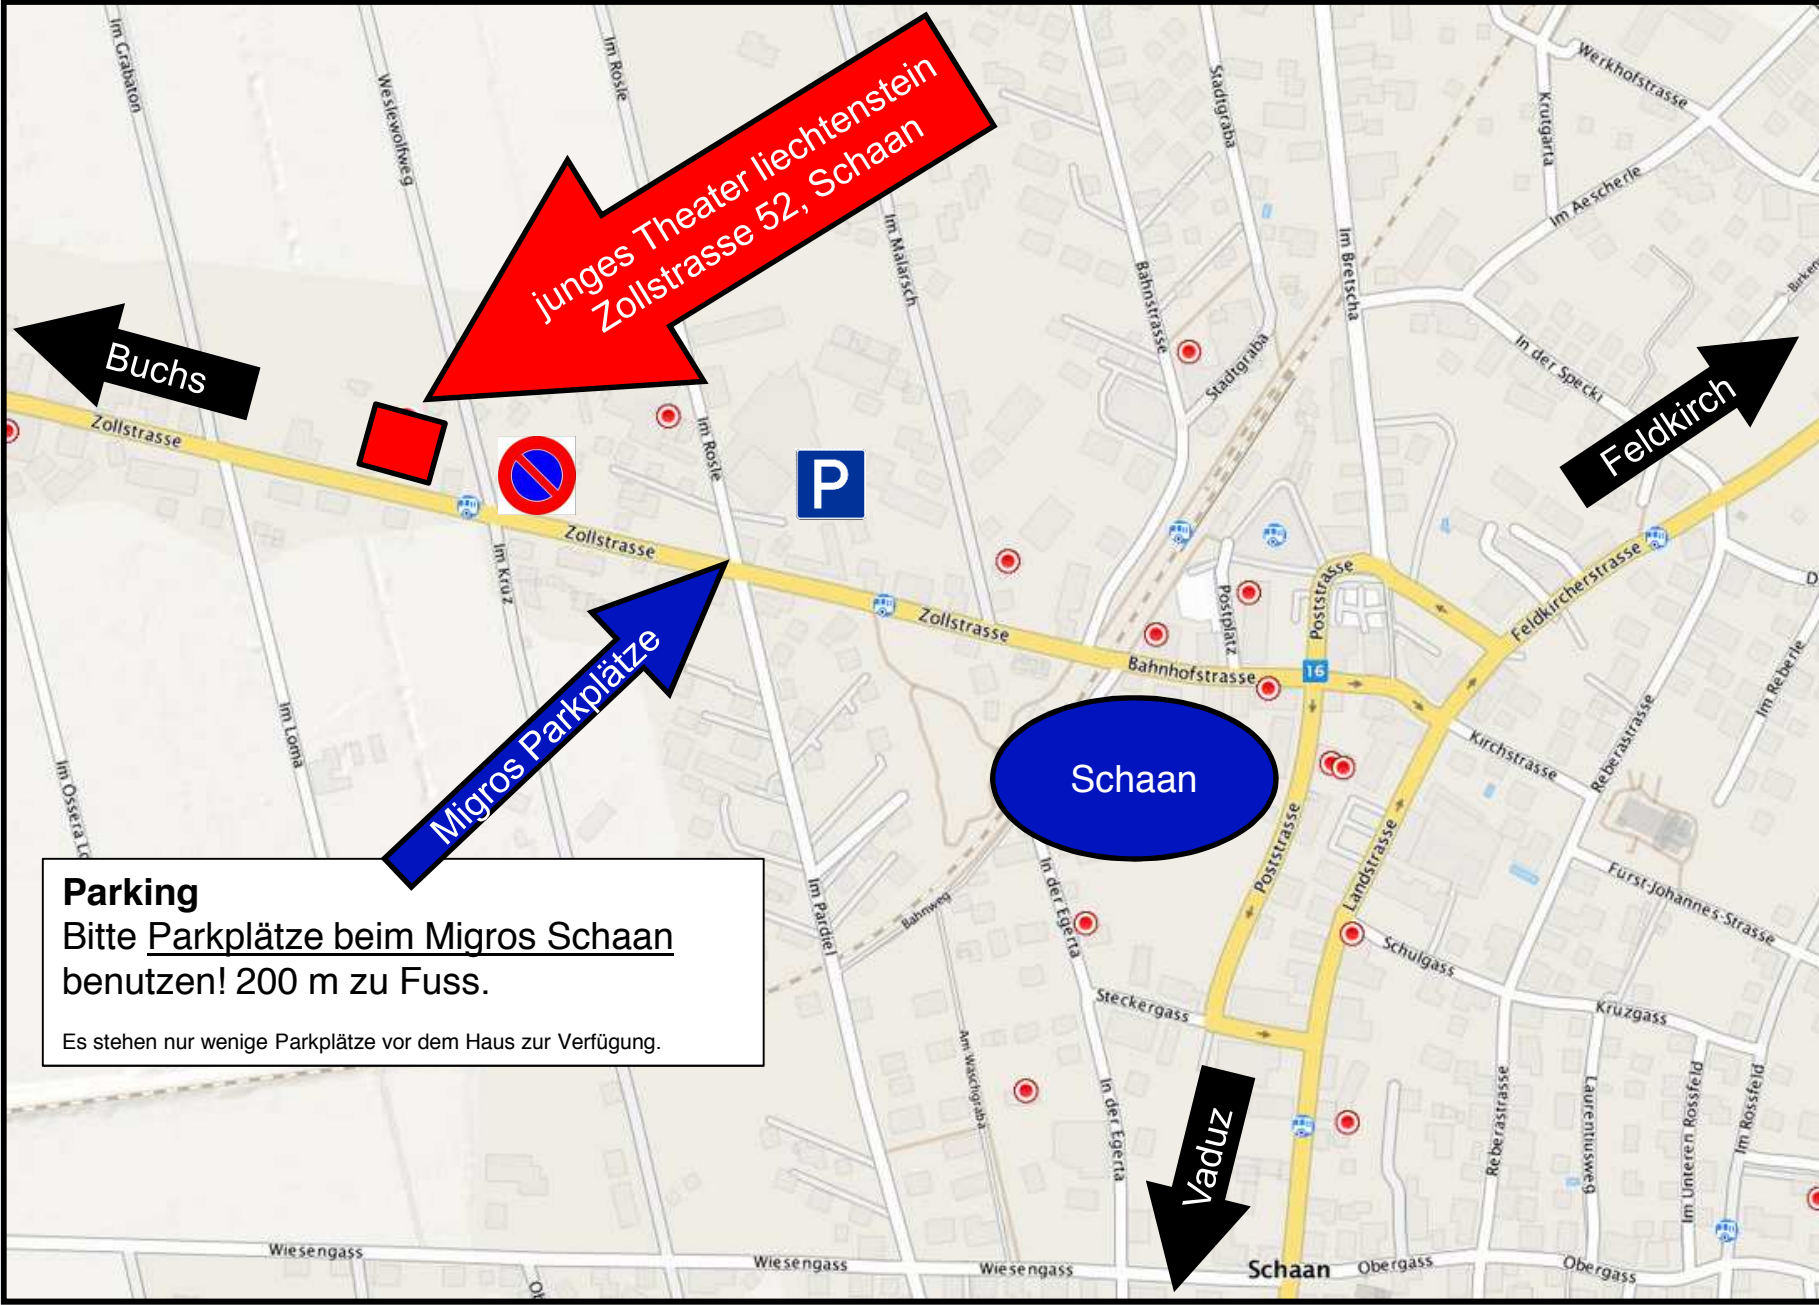 Im Grabaton
Weslewolfweg
Im Rösle
junges Theater liechtenstein
Zollstrasse 52, Schaan
Stadtgraba
Werkhofstrasse
Krutgarta
Im Aescherle
Im Malarsch
Bahnstrasse
Im Bretscha
Stadtgraba
In der Specki
Buchs
Feldkirch
Zollstrasse
Im Rösle
P
Zollstrasse
Im Krüz
Zollstrasse
Postplatz
Poststrasse
Feldkircherstrasse
Bahnhofstrasse
16
Im Reberle
Migros Parkplätze
Schaan
Kirchstrasse
Reberastrasse
Im Loma
Poststrasse
Landstrasse
Im Pardiel
Bahnweg
In der Egerta
Fürst-Johannes-Strasse
Schulgass
Steckergass
Kruzgass
Parking
Bitte Parkplätze beim Migros Schaan
benutzen! 200 m zu Fuss.
Es stehen nur wenige Parkplätze vor dem Haus zur Verfügung.
Am Waschgraba
In der Egerta
Vaduz
Reberastrasse
Laurentiusweg
Im Unteren Rossfeld
Im Rossfeld
Wiesengass
Wiesengass
Wiesengass
Schaan
Obergass
Obergass